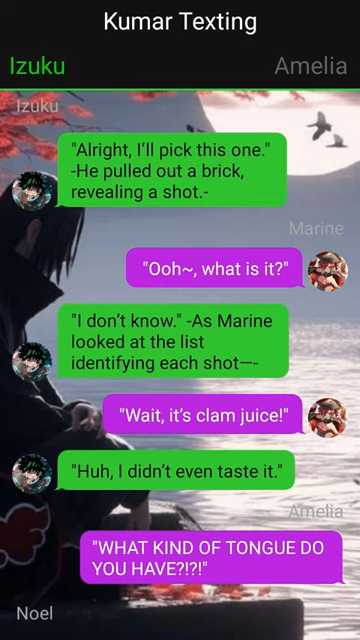 Kumar Texting
Izuku
Amelia
Izuku
"Alright, I'll pick this one."
-He pulled out a brick,
revealing a shot.-
Marine
"Ooh~, what is it?"
"I don't know." -As Marine
looked at the list
identifying each shot—-
"Wait, it's clam juice!"
"Huh, I didn't even taste it."
Amelia
"WHAT KIND OF TONGUE DO
YOU HAVE?!?!"
Noel